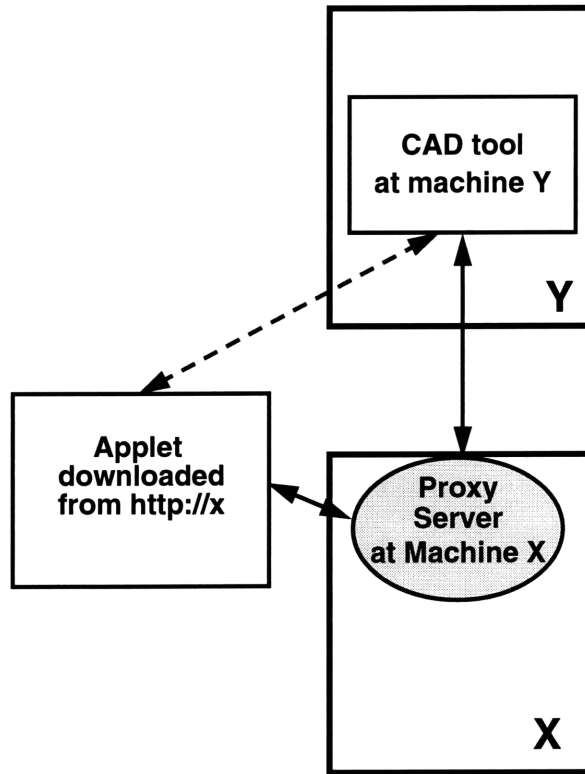 CAD tool
at machine Y
Y
Applet
downloaded
from http://x
Proxy
Server
at Machine X
X